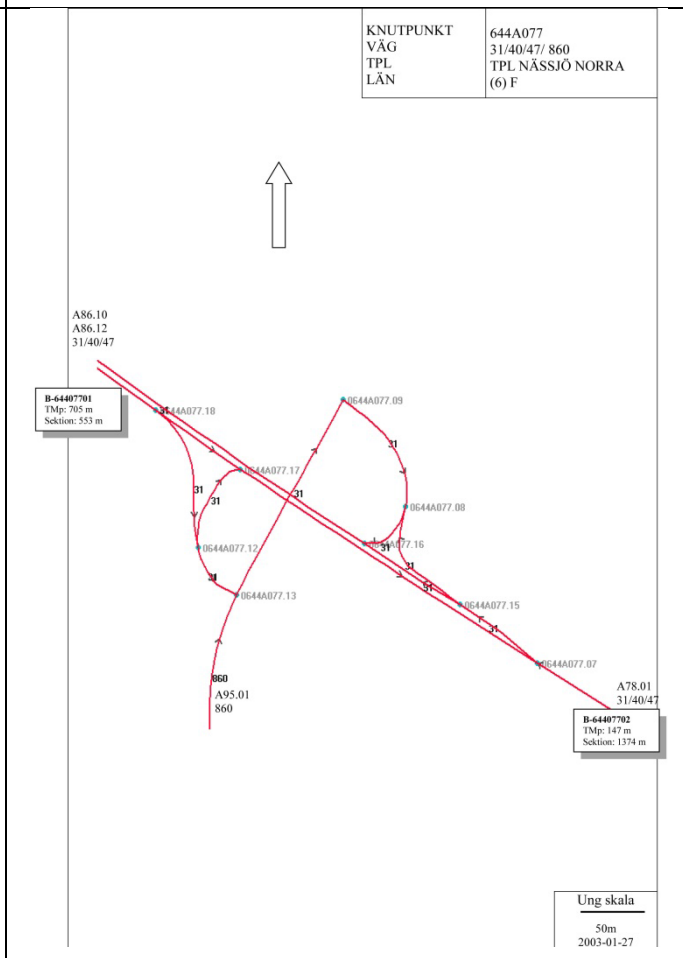 KNUTPUNKT 644A077
VÄG 31/40/47/ 860
TPL TPL NÄSSJÖ NORRA
LÄN (6) F
A86.10
A86.12
31/40/47
B-64407701
TMp: 705 m
Sektion: 553 m
31
0644A077.18
0644A077.09
31
0644A077.17
31
31
31
0644A077.08
0644A077.12
0644A077.16
31
31
31
0644A077.13
31
0644A077.15
31
0644A077.07
860
A95.01
860
A78.01
31/40/47
B-64407702
TMp: 147 m
Sektion: 1374 m
Ung skala
50m
2003-01-27